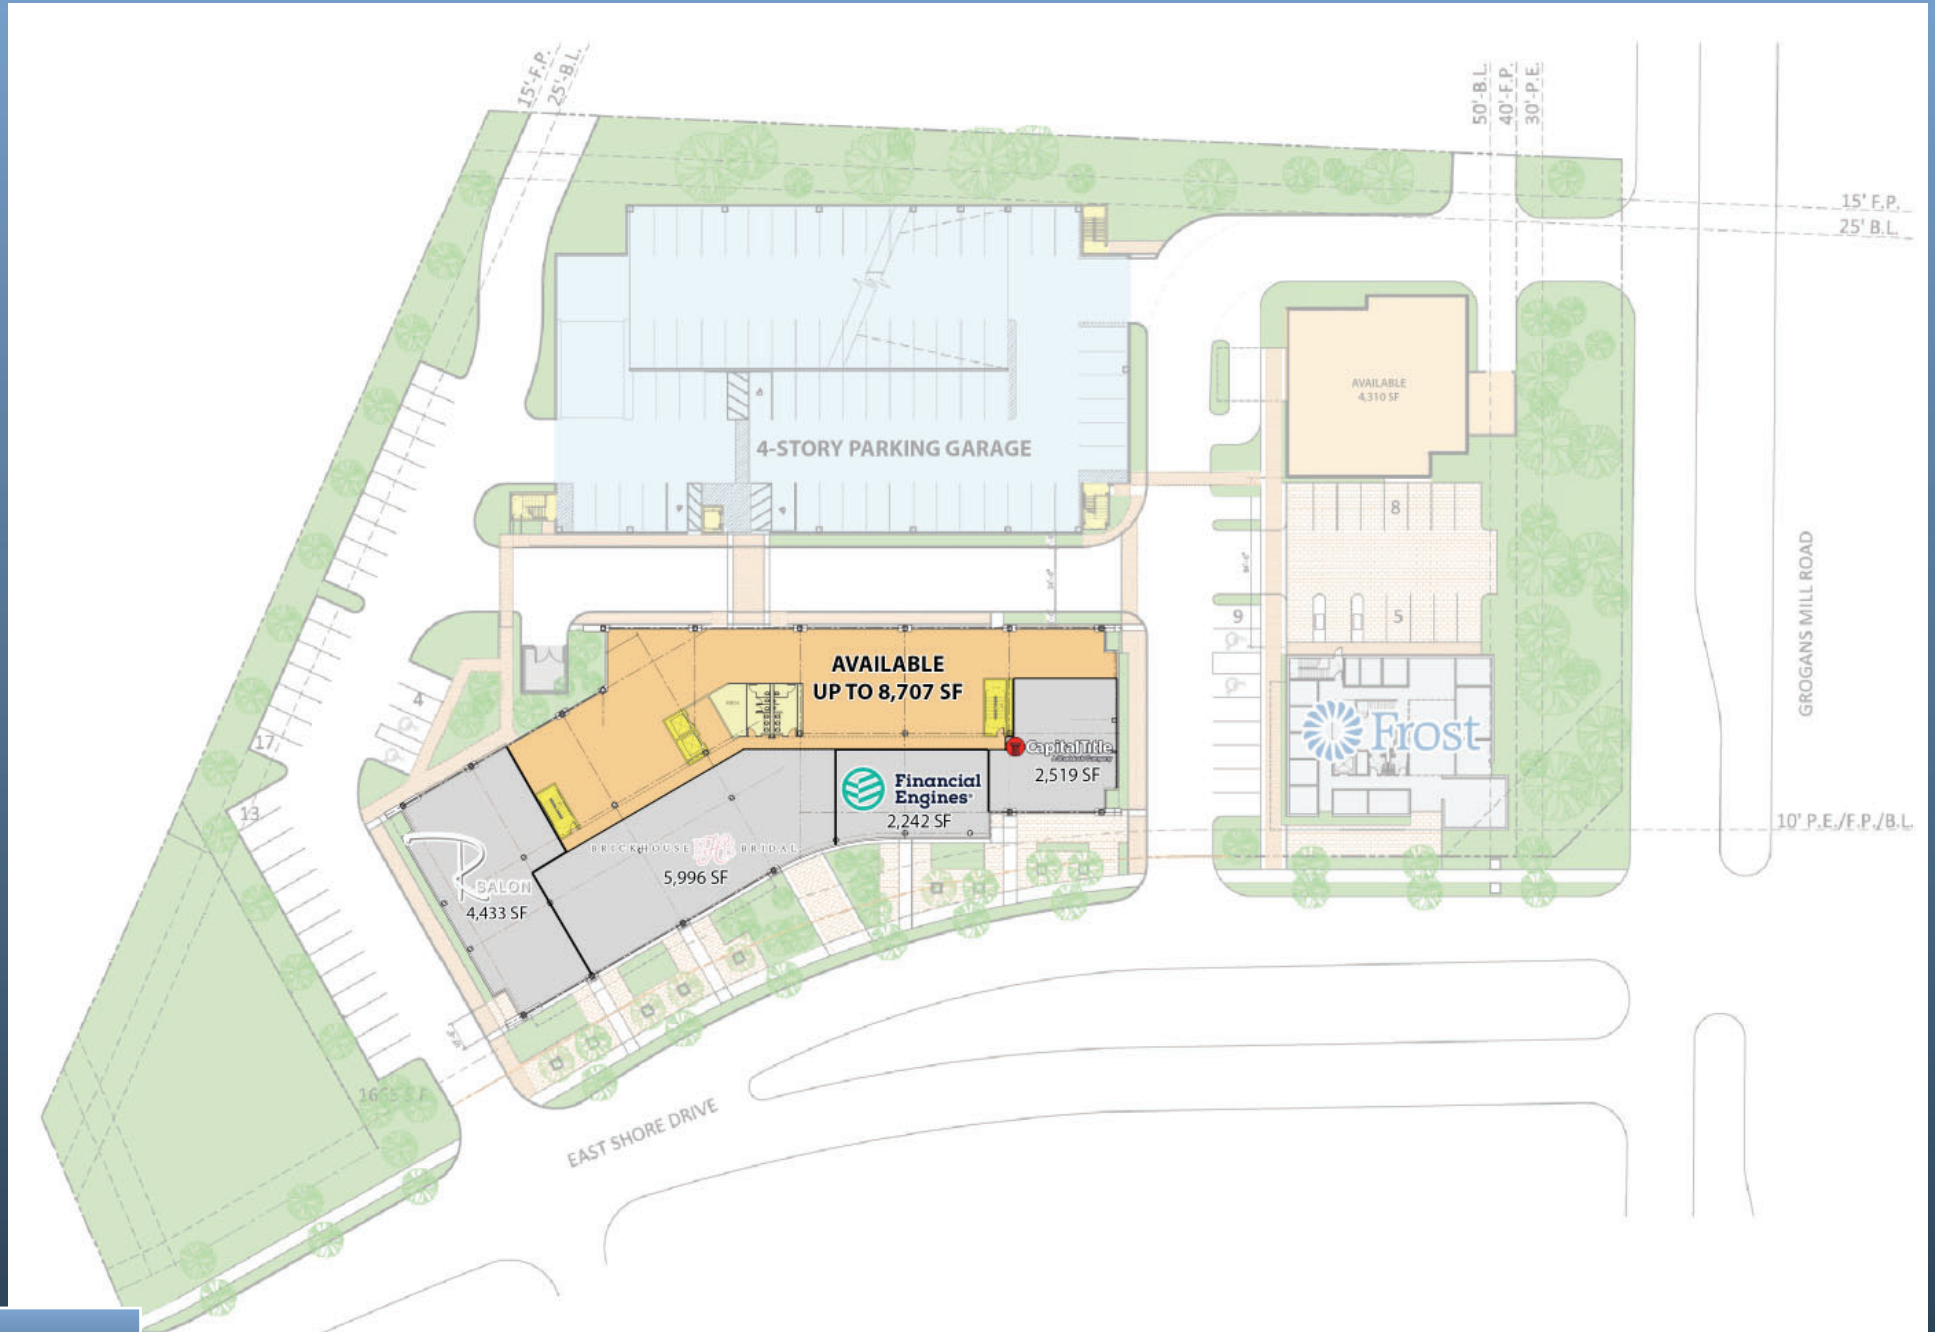 15'-F.P.
25'-B.L.
50'-B.L.
40'-F.P.
30'-P.E.
15' F.P.
25' B.L.
AVAILABLE
4,310 SF
4-STORY PARKING GARAGE
8
9
5
GROGANS MILL ROAD
AVAILABLE
UP TO 8,707 SF
4
17
13
Frost
CapitalTitle
2,519 SF
Financial
Engines
2,242 SF
10' P.E./F.P./B.L.
BRICKHOUSE BRIDAL
5,996 SF
R SALON
4,433 SF
EAST SHORE DRIVE